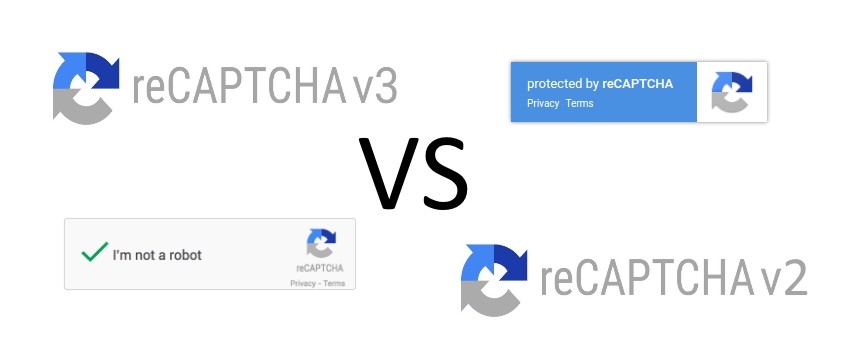 reCAPTCHA v3
protected by reCAPTCHA
Privacy Terms
VS
I'm not a robot
reCAPTCHA
Privacy - Terms
reCAPTCHA v2